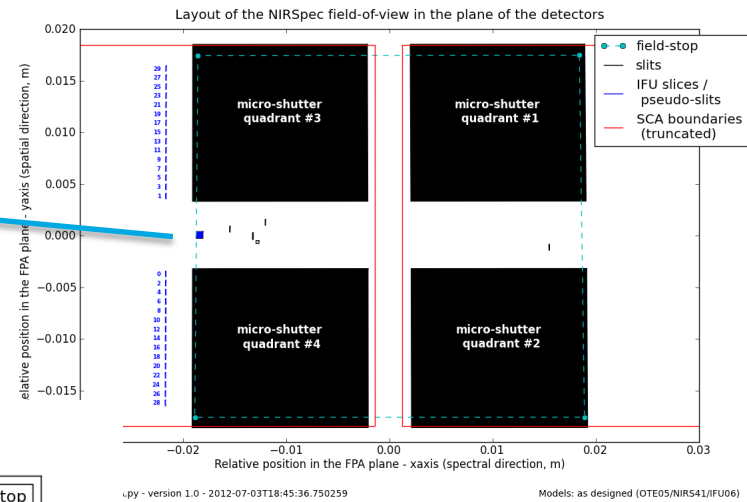 Layout of the NIRSpec field-of-view in the plane of the detectors
0.020
0.015
0.010
0.005
0.000
−0.005
−0.010
−0.015
elative position in the FPA plane - yaxis (spatial direction, m)
29
27
25
23
21
19
17
15
13
11
9
7
5
3
1
0
2
4
6
8
10
12
14
16
18
20
22
24
26
28
micro-shutter
quadrant #3
micro-shutter
quadrant #1
micro-shutter
quadrant #4
micro-shutter
quadrant #2
field-stop
slits
IFU slices /
pseudo-slits
SCA boundaries
(truncated)
−0.02
−0.01
0.00
0.01
0.02
0.03
Relative position in the FPA plane - xaxis (spectral direction, m)
top
.py - version 1.0 - 2012-07-03T18:45:36.750259
Models: as designed (OTE05/NIRS41/IFU06)